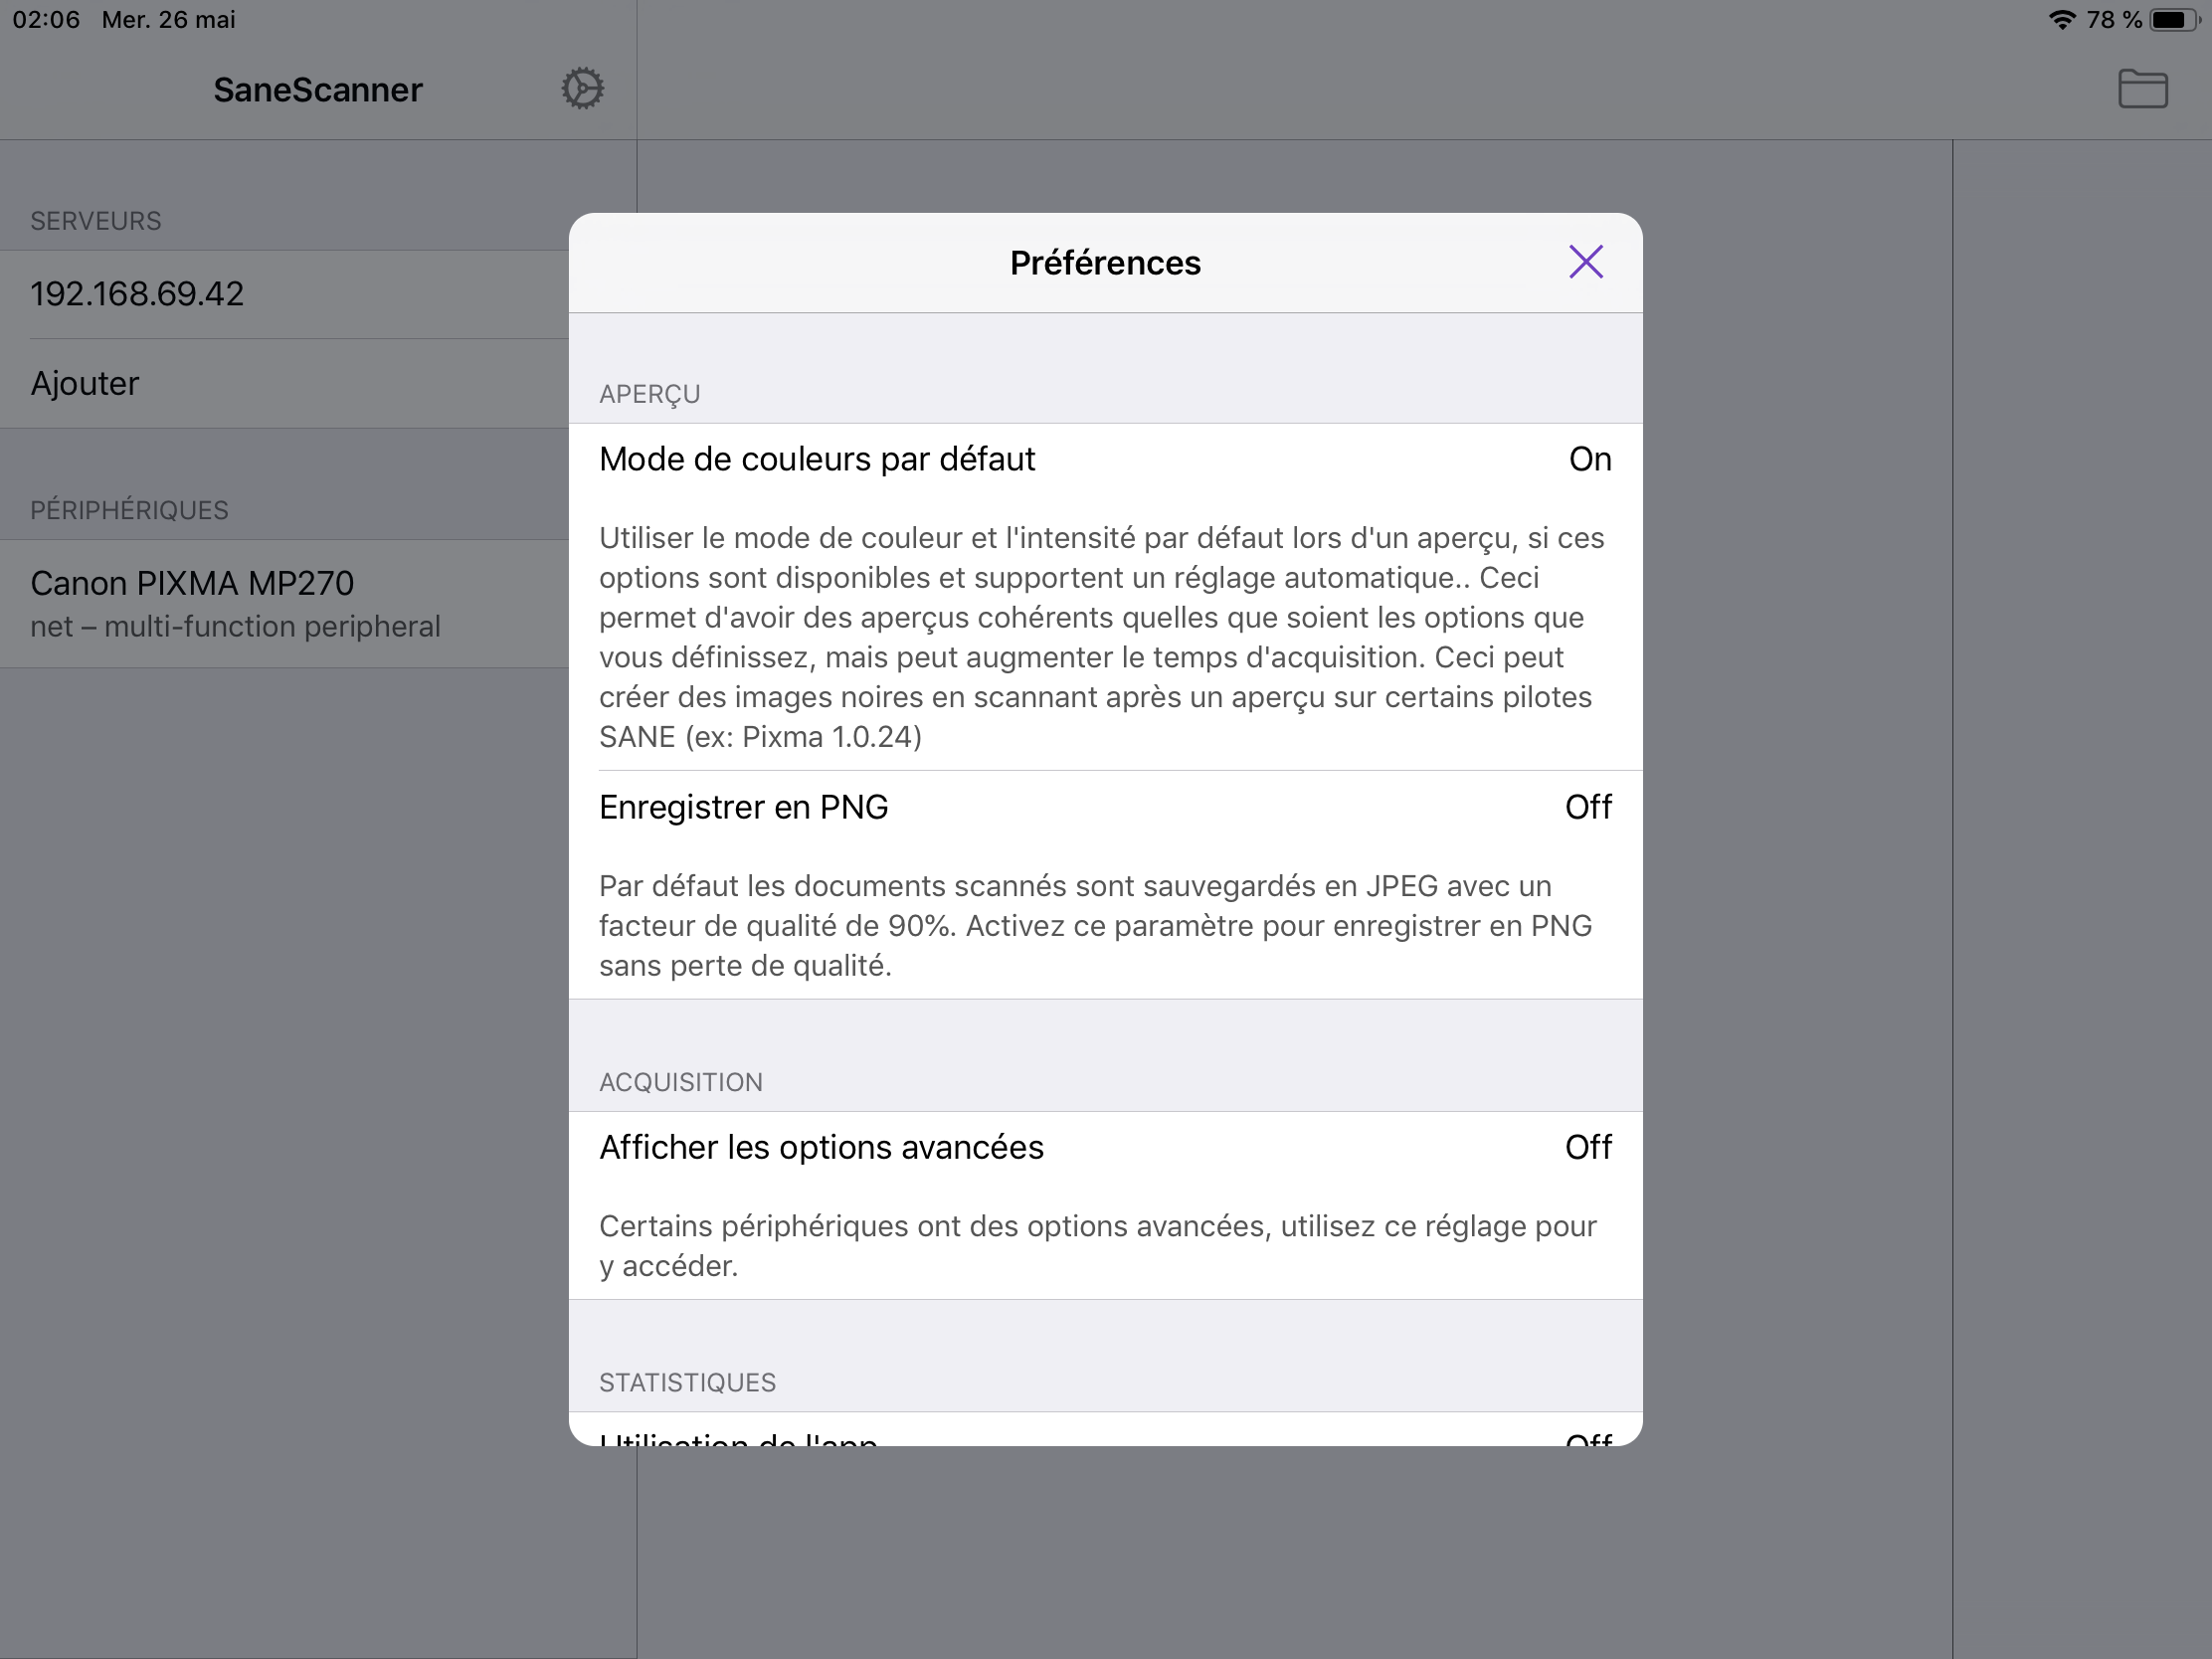 02:06 Mer. 26 mai
78 %
SaneScanner
SERVEURS
192.168.69.42
Ajouter
PÉRIPHÉRIQUES
Canon PIXMA MP270
net – multi-function peripheral
Préférences
APERÇU
Mode de couleurs par défaut On
Utiliser le mode de couleur et l'intensité par défaut lors d'un aperçu, si ces
options sont disponibles et supportent un réglage automatique.. Ceci
permet d'avoir des aperçus cohérents quelles que soient les options que
vous définissez, mais peut augmenter le temps d'acquisition. Ceci peut
créer des images noires en scannant après un aperçu sur certains pilotes
SANE (ex: Pixma 1.0.24)
Enregistrer en PNG Off
Par défaut les documents scannés sont sauvegardés en JPEG avec un
facteur de qualité de 90%. Activez ce paramètre pour enregistrer en PNG
sans perte de qualité.
ACQUISITION
Afficher les options avancées Off
Certains périphériques ont des options avancées, utilisez ce réglage pour
y accéder.
STATISTIQUES
Utilisation de l'app Off